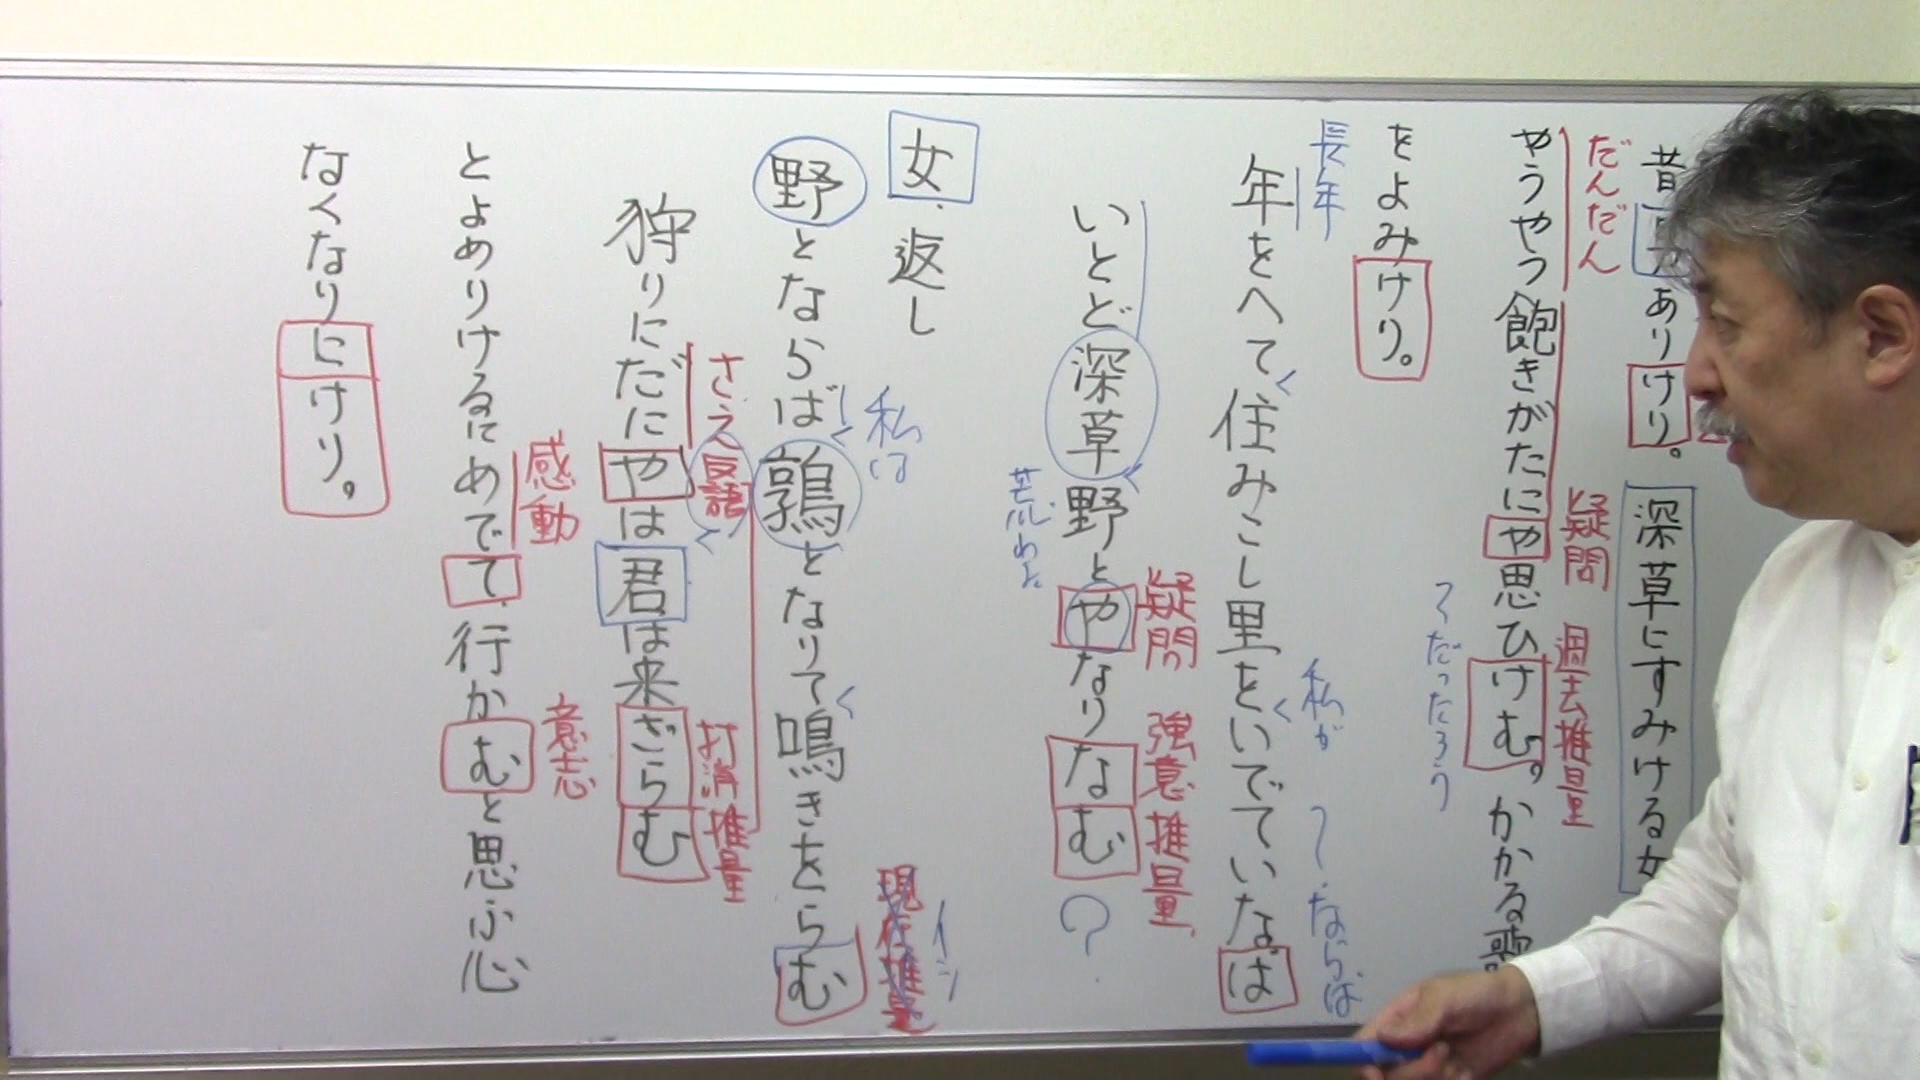 昔男ありけり。深草にすみける女
だんだん
やうやう飽きがたにや思ひけむ。かかる歌
疑問
過去推量
〜だったろう
をよみけり。
長年
年をへて住みこし里をいでていなば
私が
〜ならば
いとど深草野とやなりなむ?
荒れた
疑問
強意
推量
女、返し
野とならば鶉となりて鳴きをらむ
私は
現在推量
イシ
狩りにだにやは君は来ざらむ
さえ
反語
打消
推量
とよめりけるにめでて、行かむと思ふ心
感動
意志
なくなりにけり。